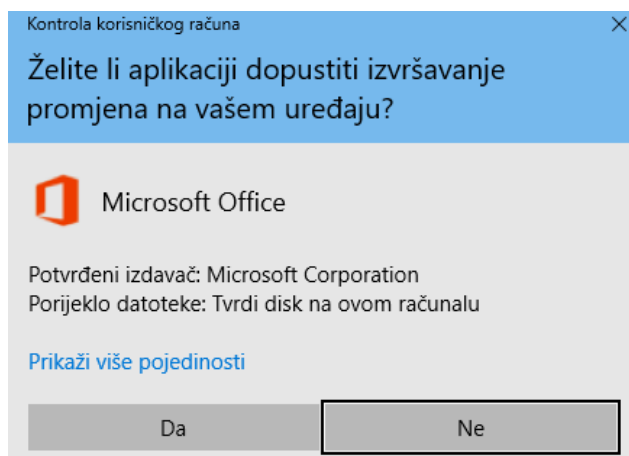 Kontrola korisničkog računa
Želite li aplikaciji dopustiti izvršavanje
promjena na vašem uređaju?
Microsoft Office
Potvrđeni izdavač: Microsoft Corporation
Porijeklo datoteke: Tvrdi disk na ovom računalu
Prikaži više pojedinosti
Da
Ne